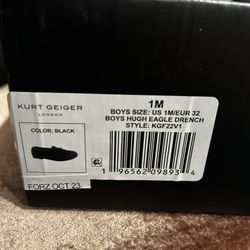 KURT GEIGER
LONDON
COLOR: BLACK
FORZ OCT 23
1M
BOYS SIZE: US 1M/EUR 32
BOYS HUGH EAGLE DRENCH
STYLE: KGF22V1
1 96562 09893 4